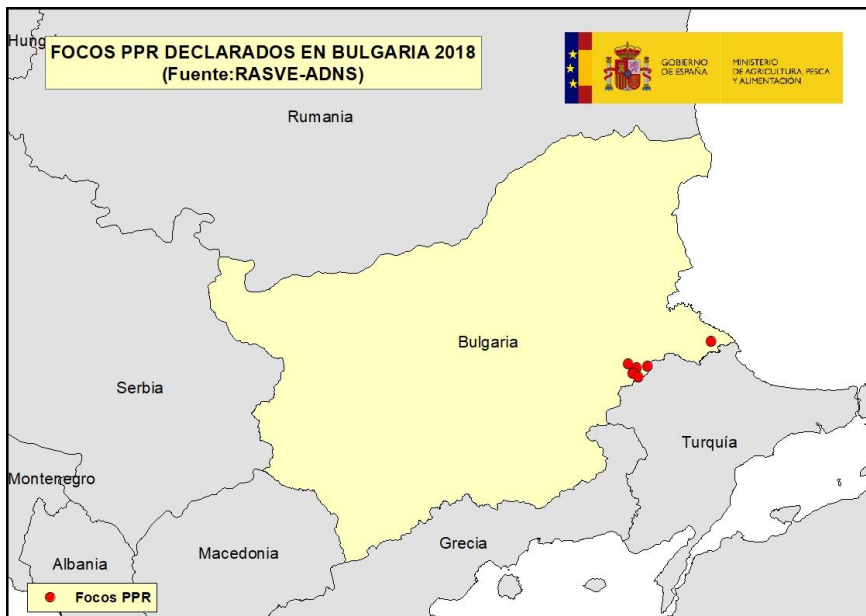 Hung
FOCOS PPR DECLARADOS EN BULGARIA 2018
(Fuente:RASVE-ADNS)
GOBIERNO
DE ESPAÑA
MINISTERIO
DE AGRICULTURA, PESCA
Y ALIMENTACIÓN
Rumania
Bulgaria
Serbia
Turquía
Montenegro
Grecia
Macedonia
Albania
Focos PPR